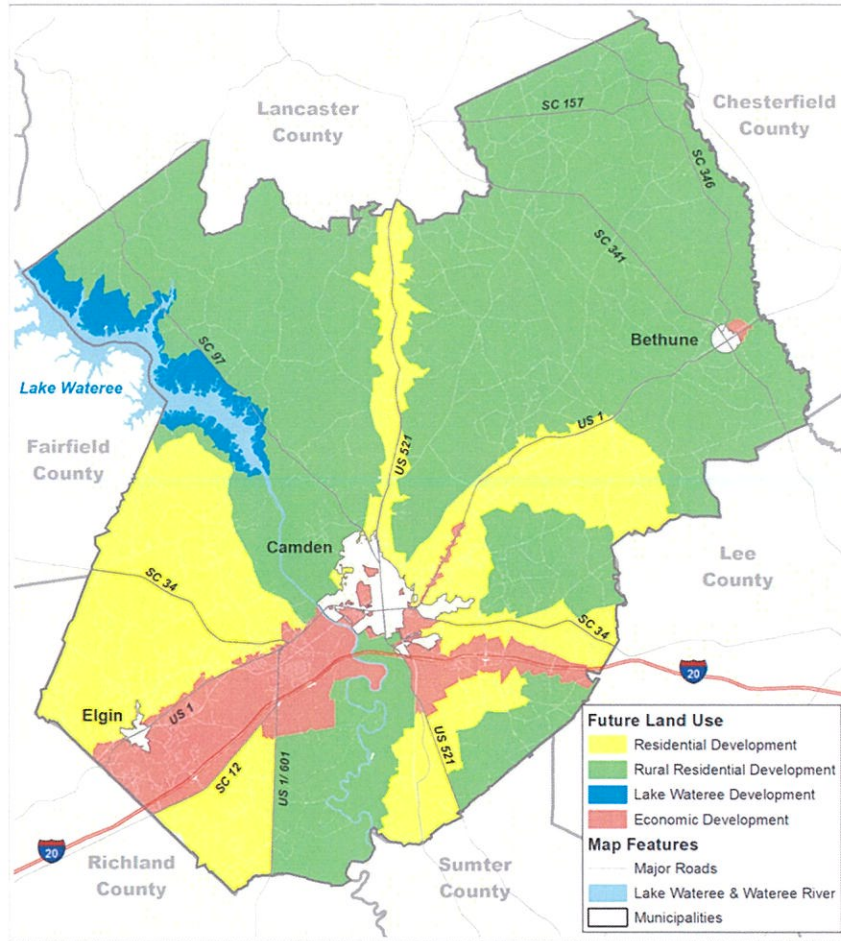 Lancaster
County
Chesterfield
County
SC 157
SC 346
SC 341
Bethune
SC 97
Lake Wateree
Fairfield
County
US 1
US 521
Camden
Lee
County
SC 34
SC 34
20
US 1
Elgin
US 521
SC 12
US 1/ 601
20
Richland
County
Sumter
County
Future Land Use
Residential Development
Rural Residential Development
Lake Wateree Development
Economic Development
Map Features
Major Roads
Lake Wateree & Wateree River
Municipalities